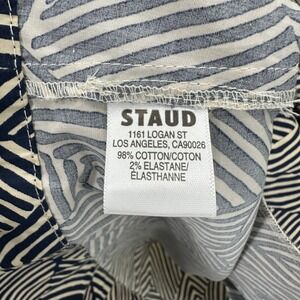 STAUD
1161 LOGAN ST
LOS ANGELES, CA90026
98% COTTON/COTON
2% ELASTANE/
ÉLASTHANNE